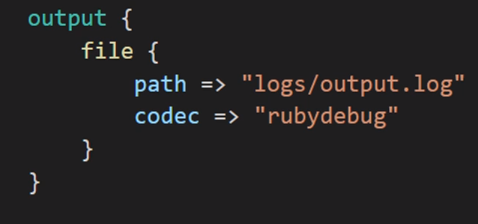 output {
file {
path => "logs/output.log"
codec => "rubydebug"
}
}